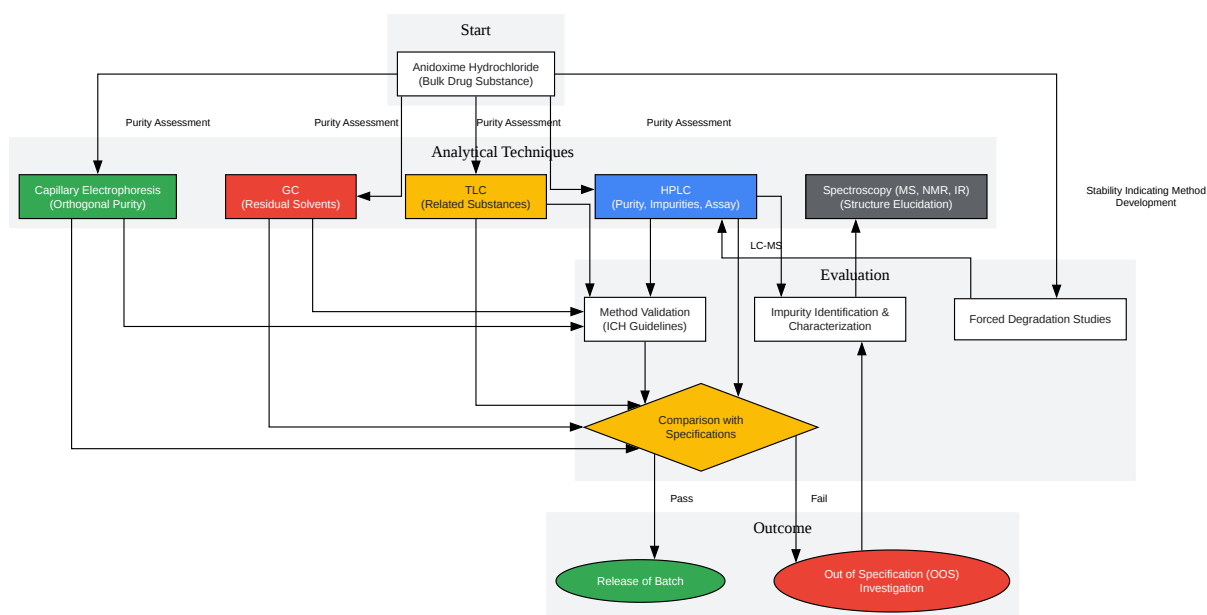 Start
Anidoxime Hydrochloride
(Bulk Drug Substance)
Purity Assessment
Purity Assessment
Purity Assessment
Purity Assessment
Analytical Techniques
Capillary Electrophoresis
(Orthogonal Purity)
GC
(Residual Solvents)
TLC
(Related Substances)
HPLC
(Purity, Impurities, Assay)
Spectroscopy (MS, NMR, IR)
(Structure Elucidation)
Stability Indicating Method
Development
LC-MS
Evaluation
Method Validation
(ICH Guidelines)
Impurity Identification &
Characterization
Forced Degradation Studies
Comparison with
Specifications
Pass
Fail
Outcome
Release of Batch
Out of Specification (OOS)
Investigation